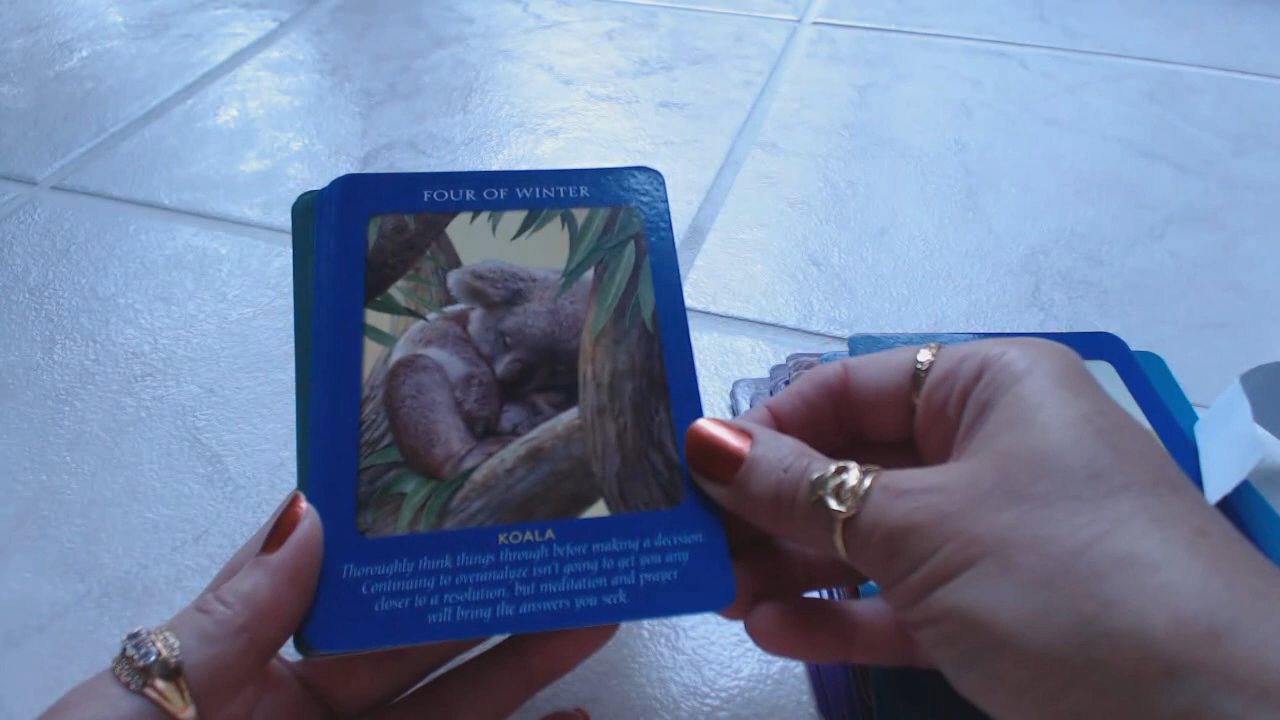 FOUR OF WINTER
KOALA
Thoroughly think things through before making a decision.
Continuing to overanalyze isn't going to get you any
closer to a resolution, but meditation and prayer
will bring the answers you seek.